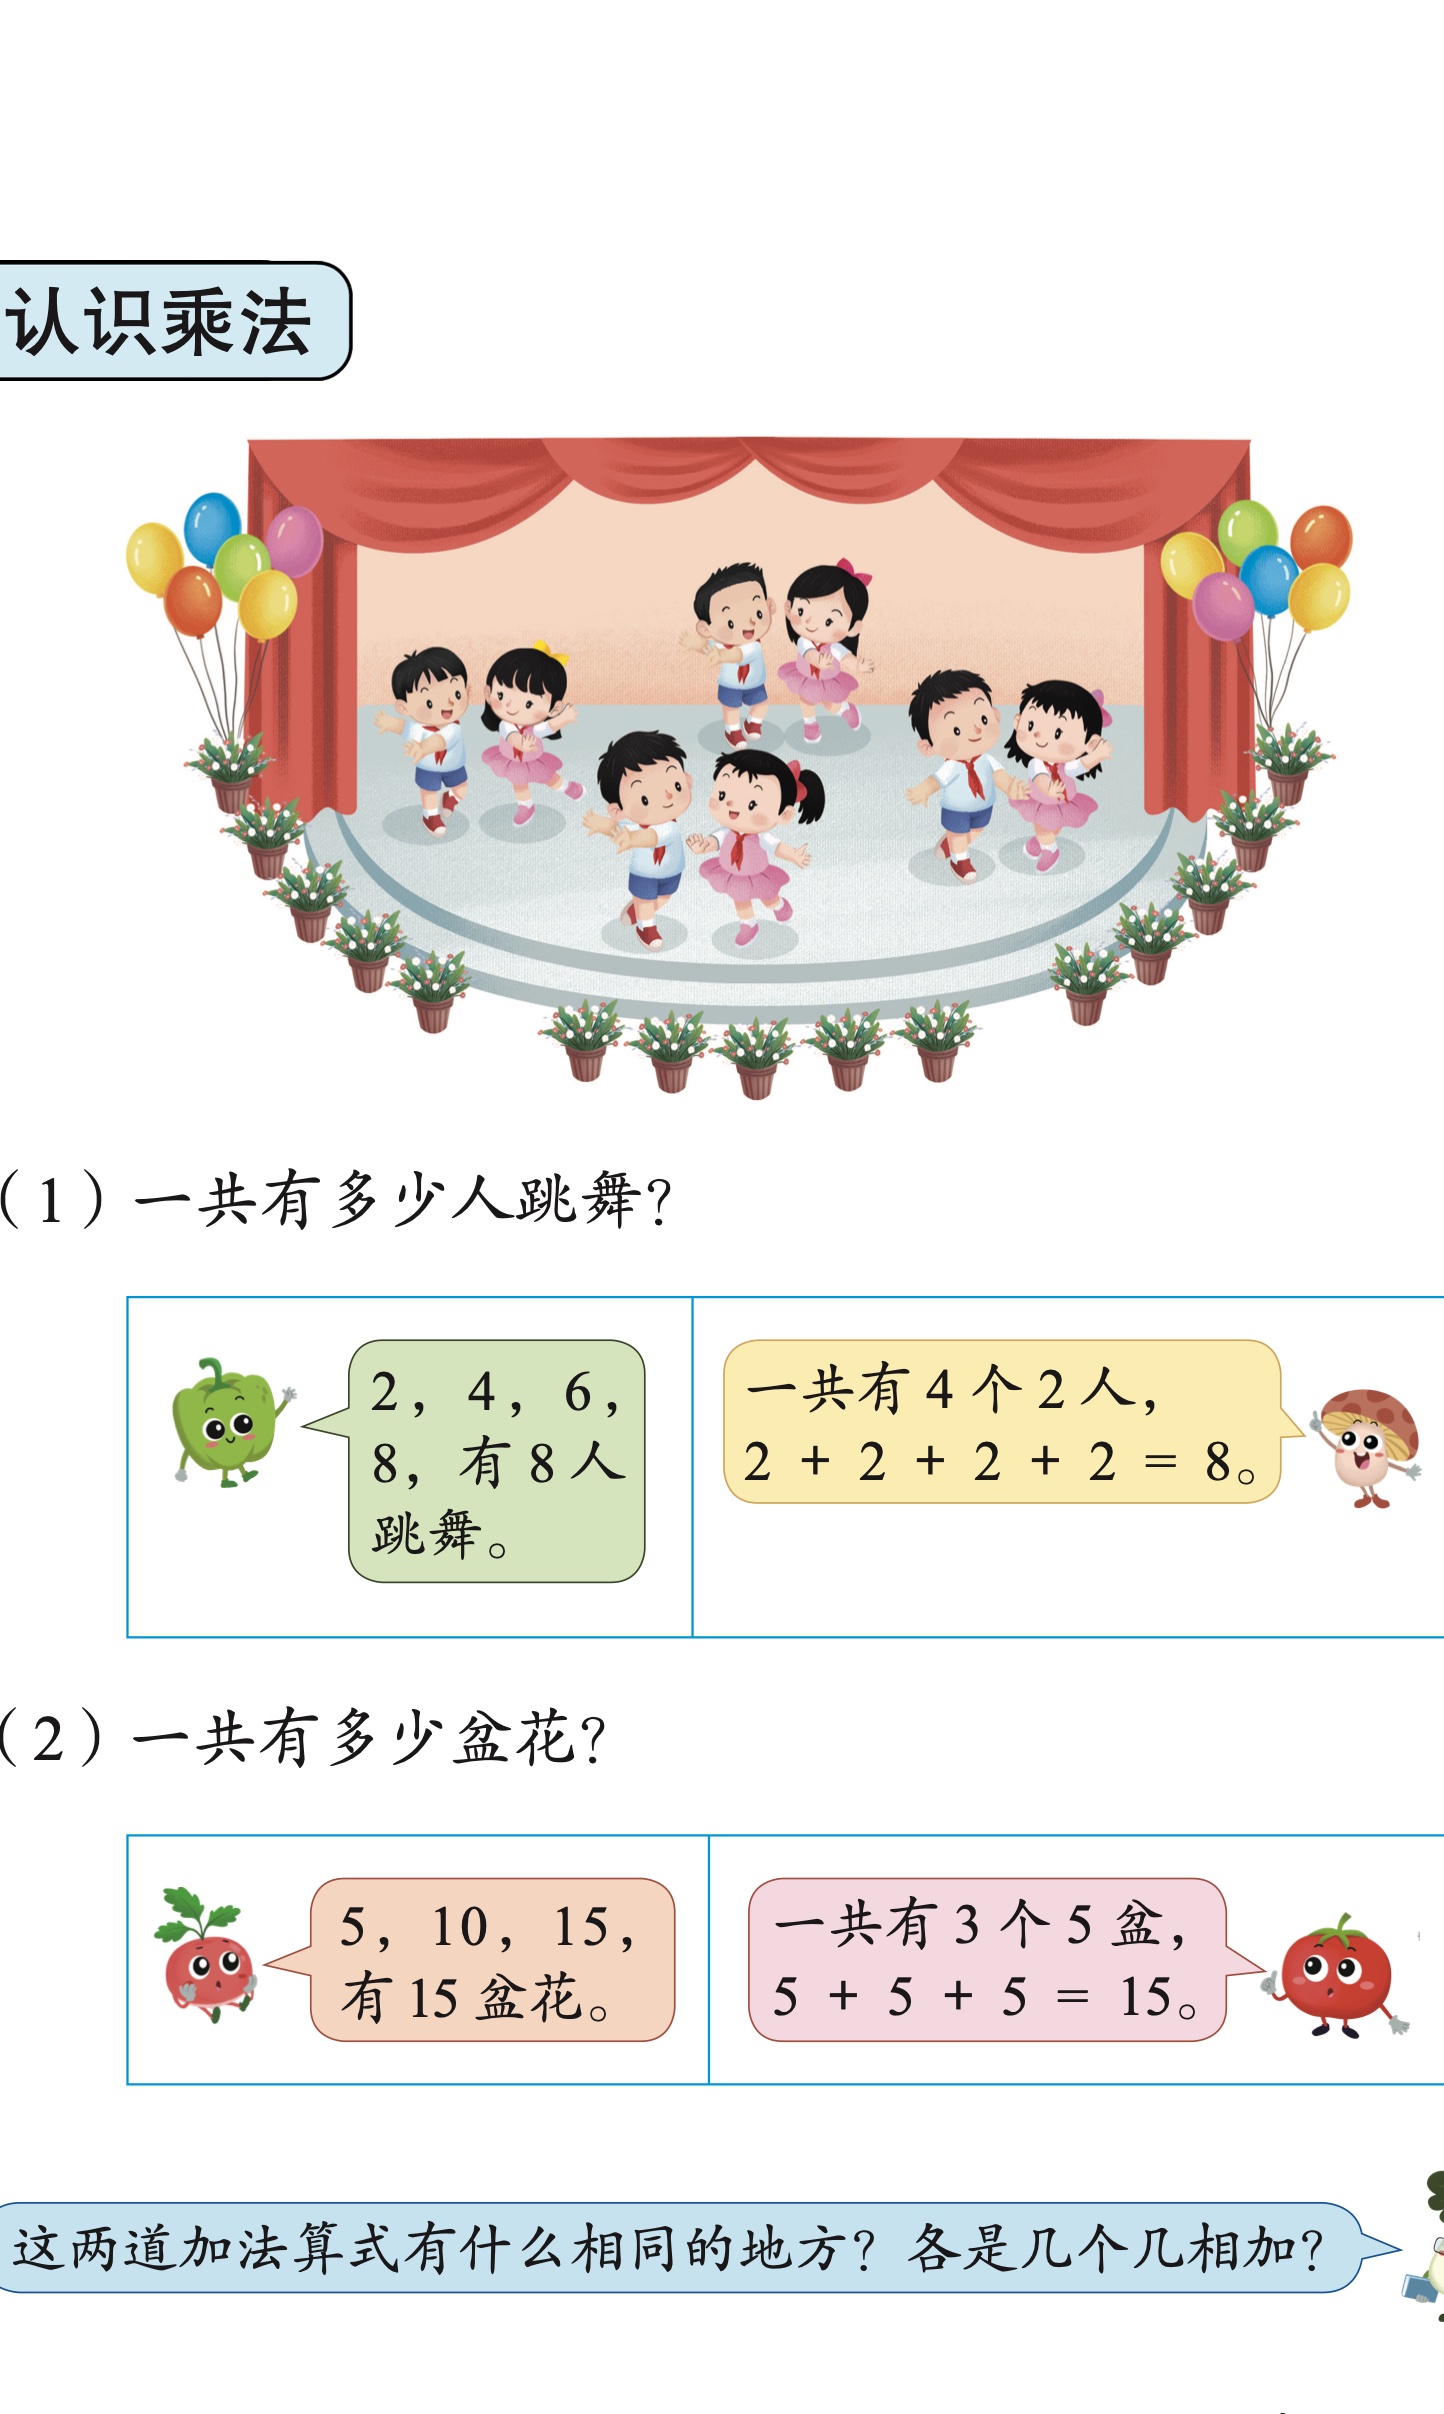 认识乘法
（1）一共有多少人跳舞？
2，4，6，
8，有8人
跳舞。
一共有4个2人，
2 + 2 + 2 + 2 = 8。
（2）一共有多少盆花？
5，10，15，
有15盆花。
一共有3个5盆，
5 + 5 + 5 = 15。
这两道加法算式有什么相同的地方？各是几个几相加？